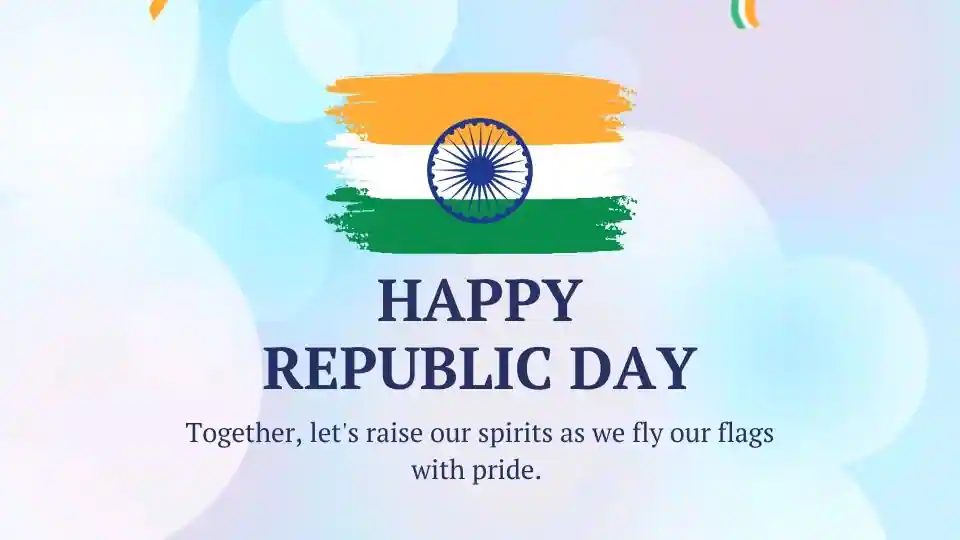 HAPPY
REPUBLIC DAY
Together, let's raise our spirits as we fly our flags
with pride.